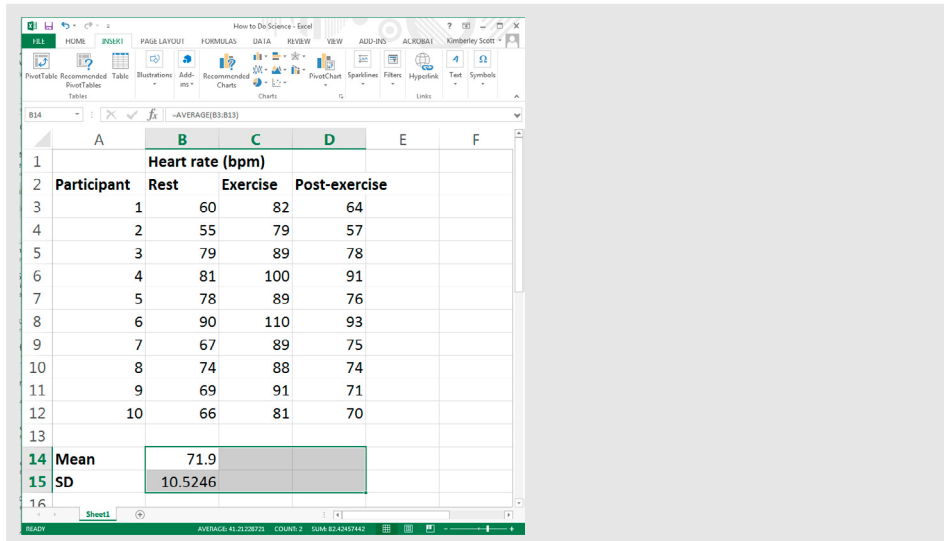 How to Do Science - Excel
FILE HOME INSERT PAGE LAYOUT FORMULAS DATA REVIEW VIEW ADD-INS ACROBAT Kimberley Scott
PivotTable Recommended PivotTables Table Illustrations Add-ins Recommended Charts PivotChart Sparklines Filters Hyperlink Text Symbols
Tables Charts Links
B14 fx =AVERAGE(B3:B13)
A B C D E F
1 Heart rate (bpm)
2 Participant Rest Exercise Post-exercise
3 1 60 82 64
4 2 55 79 57
5 3 79 89 78
6 4 81 100 91
7 5 78 89 76
8 6 90 110 93
9 7 67 89 75
10 8 74 88 74
11 9 69 91 71
12 10 66 81 70
13
14 Mean 71.9
15 SD 10.5246
16
Sheet1
READY AVERAGE: 41.21228721 COUNT: 2 SUM: 82.42457442